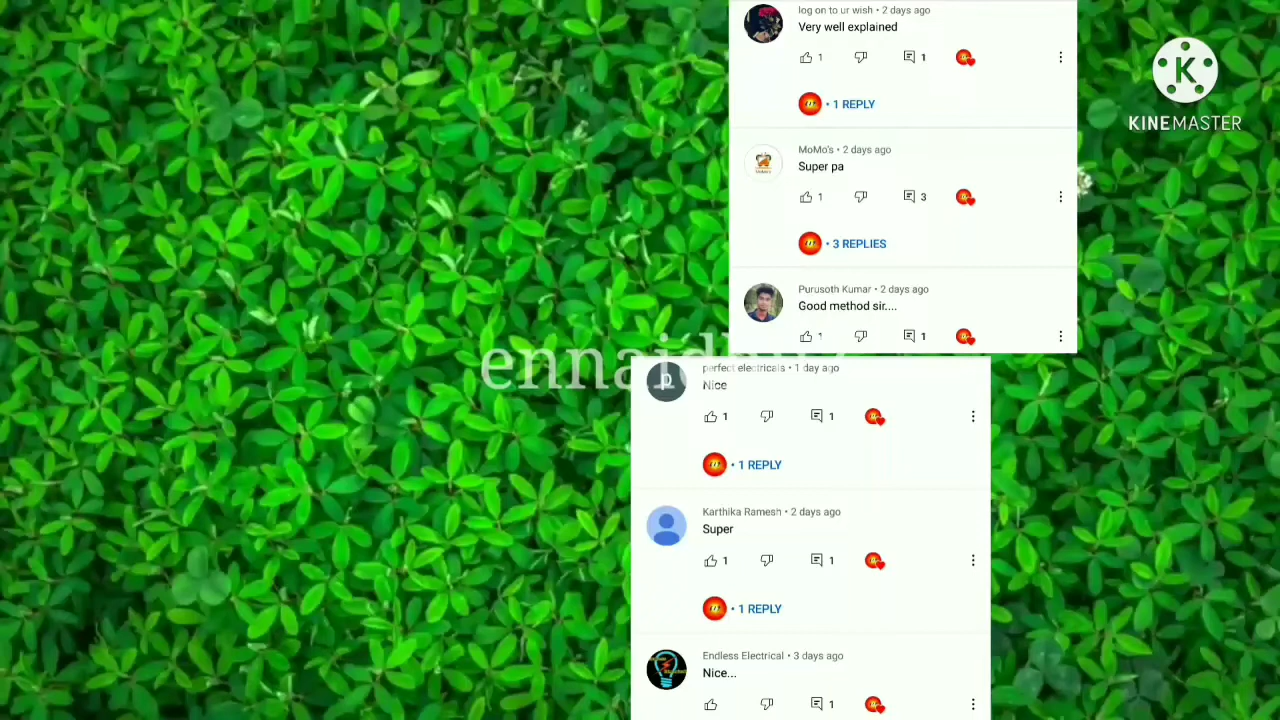 log on to ur wish • 2 days ago
Very well explained
1 1
• 1 REPLY
MoMo's • 2 days ago
Super pa
1 3
• 3 REPLIES
Purusoth Kumar • 2 days ago
Good method sir....
1 1
K
KINEMASTER
perfect electricals • 1 day ago
P
Nice
1 1
• 1 REPLY
Karthika Ramesh • 2 days ago
Super
1 1
• 1 REPLY
Endless Electrical • 3 days ago
Nice...
1